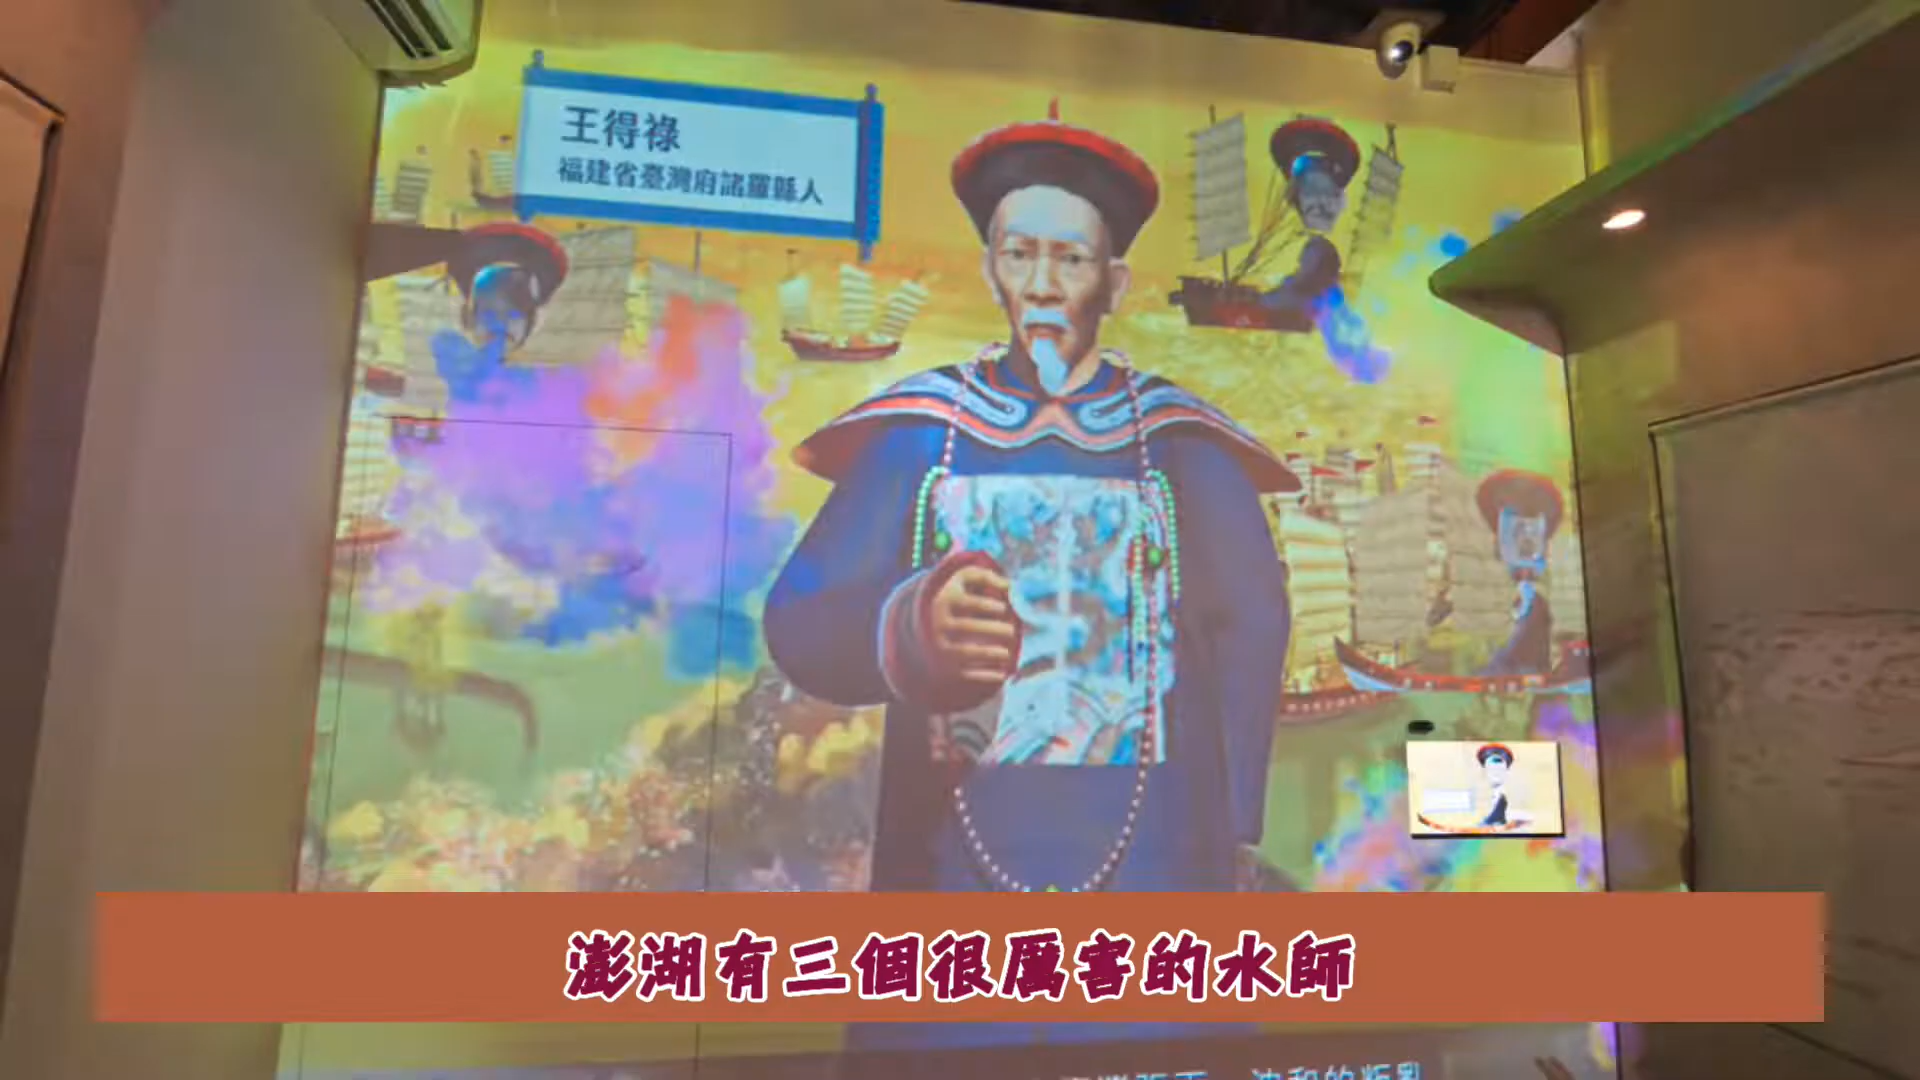 王得祿
福建省臺灣府諸羅縣人
澎湖有三個很厲害的水師